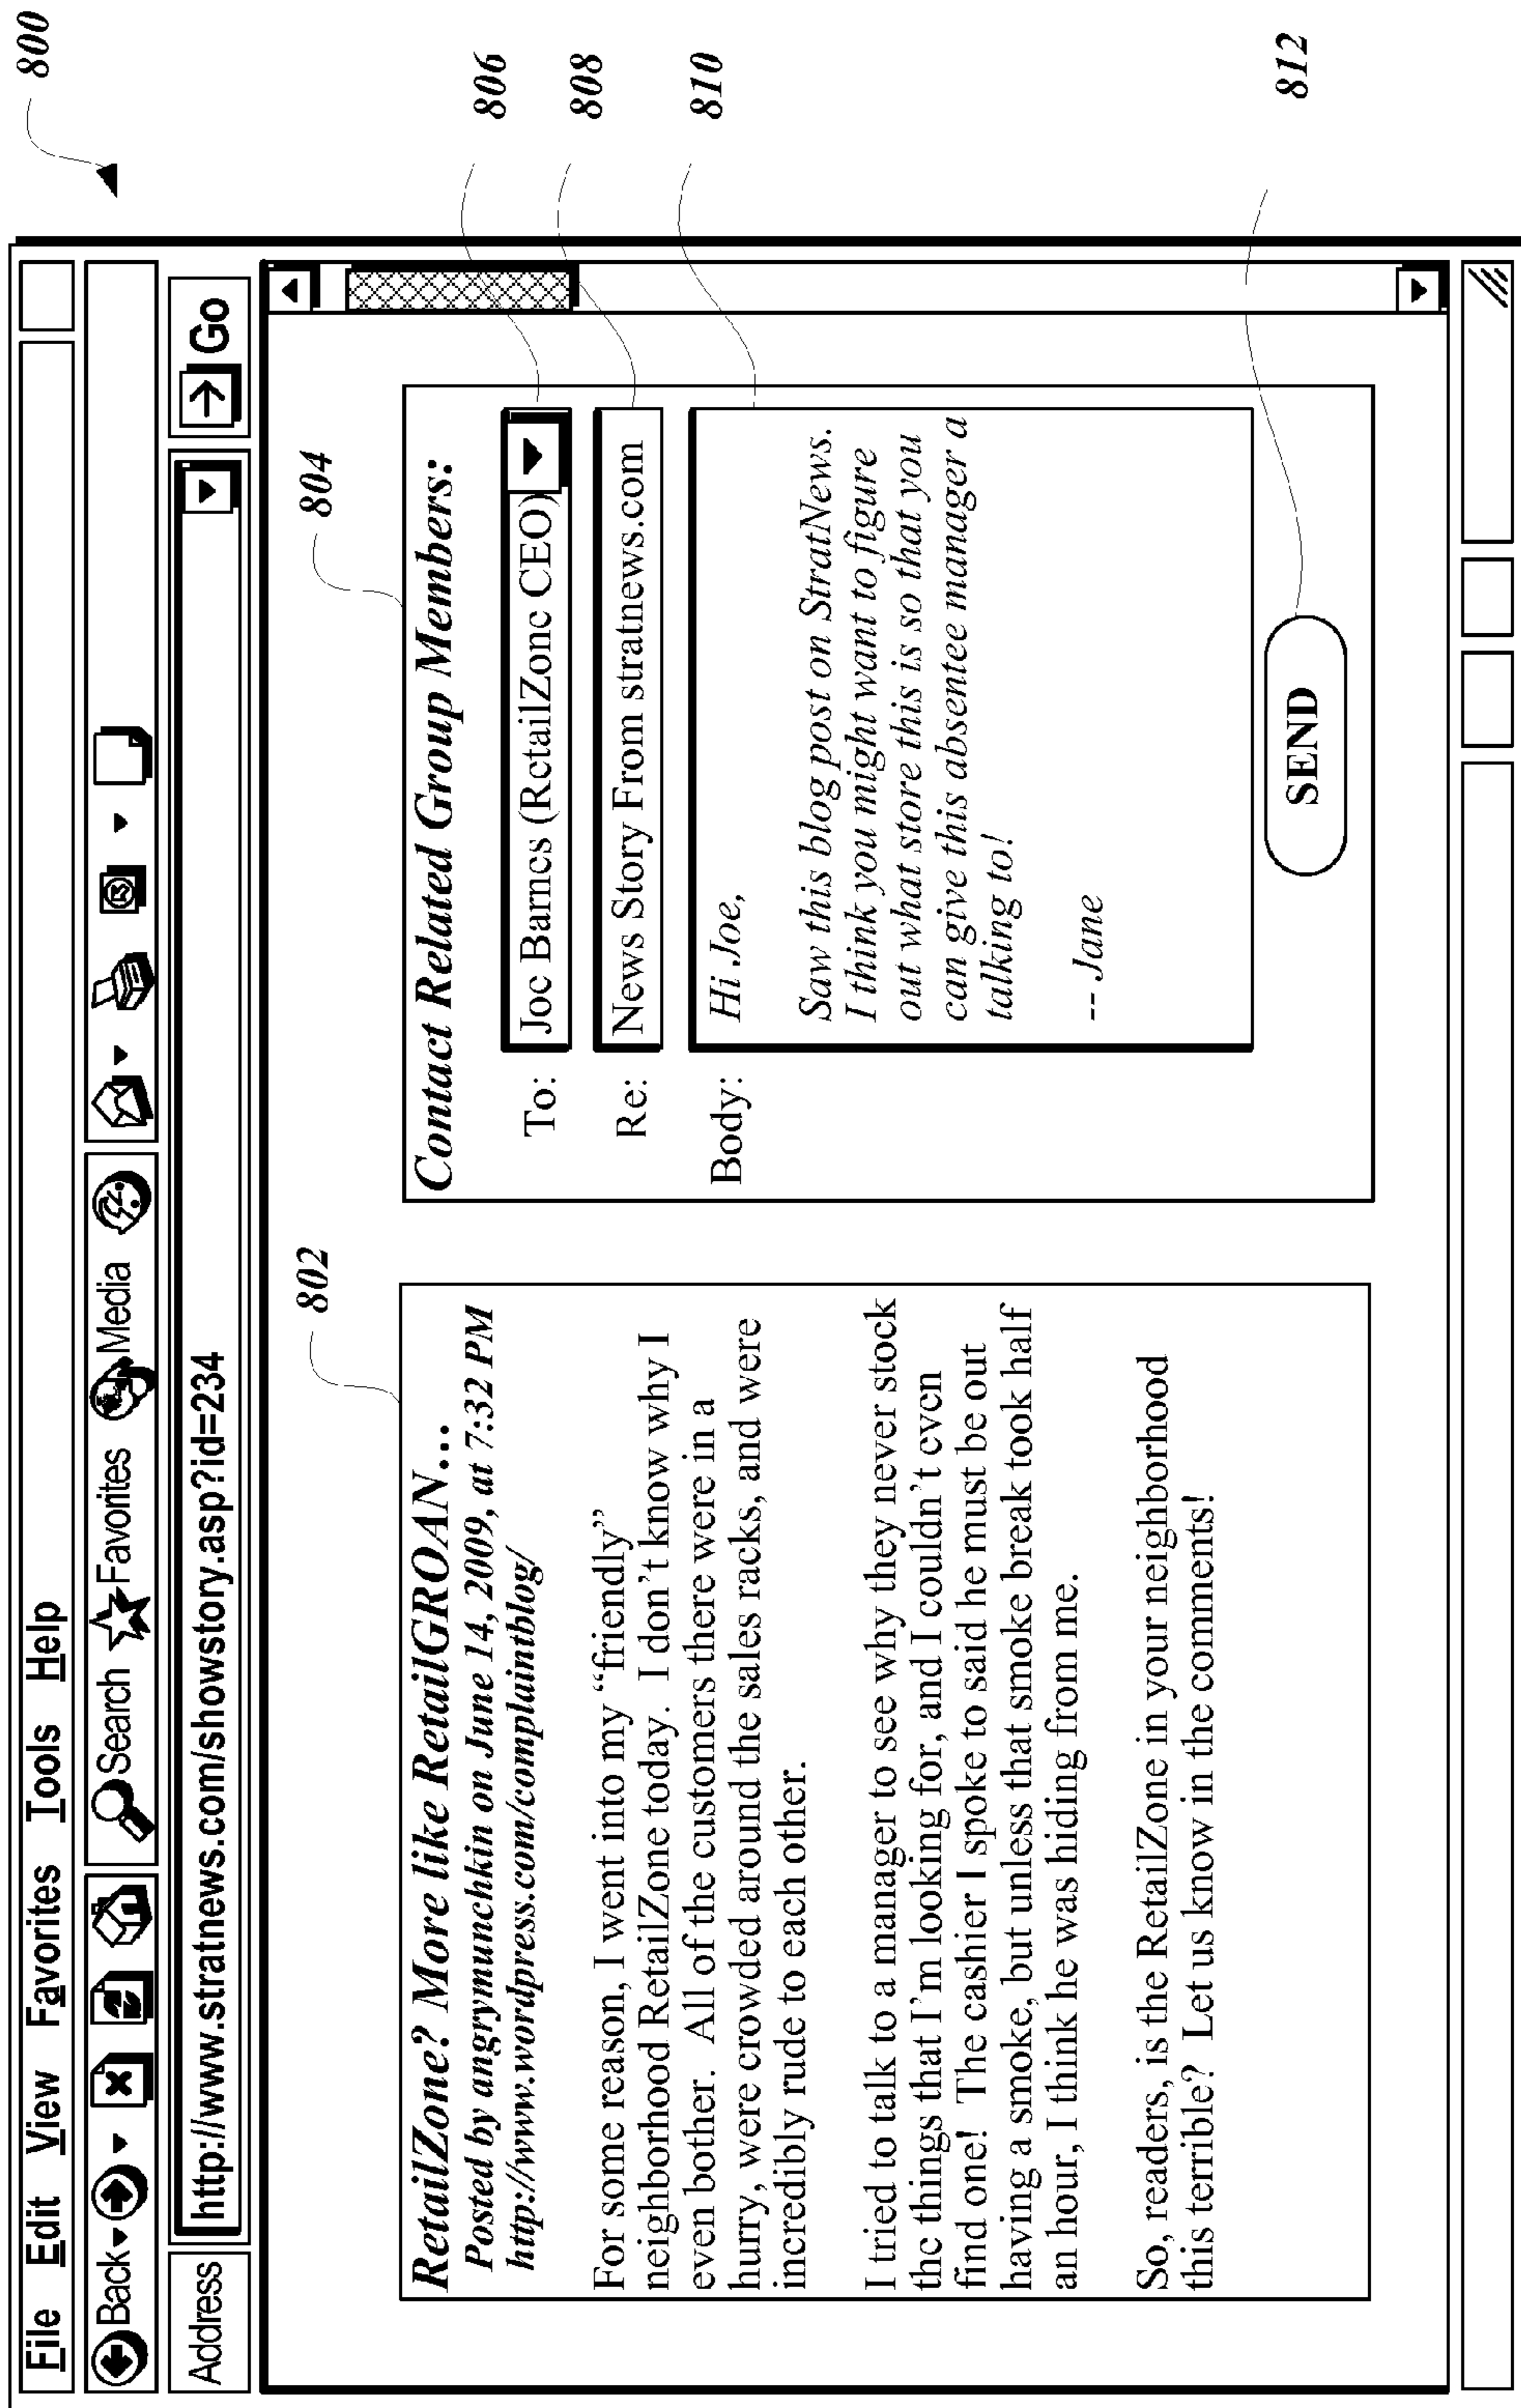 800
File Edit View Favorites Tools Help
Back Search Favorites Media
Address http://www.stratnews.com/showstory.asp?id=234 Go
802
RetailZone? More like RetailGROAN...
Posted by angrymunchkin on June 14, 2009, at 7:32 PM
http://www.wordpress.com/complaintblog/
For some reason, I went into my “friendly”
neighborhood RetailZone today. I don’t know why I
even bother. All of the customers there were in a
hurry, were crowded around the sales racks, and were
incredibly rude to each other.
I tried to talk to a manager to see why they never stock
the things that I’m looking for, and I couldn’t even
find one! The cashier I spoke to said he must be out
having a smoke, but unless that smoke break took half
an hour, I think he was hiding from me.
So, readers, is the RetailZone in your neighborhood
this terrible? Let us know in the comments!
804
Contact Related Group Members:
To: Joe Barnes (RetailZone CEO)
806
Re: News Story From stratnews.com
808
Body:
810
Hi Joe,
Saw this blog post on StratNews.
I think you might want to figure
out what store this is so that you
can give this absentee manager a
talking to!
-- Jane
SEND
812